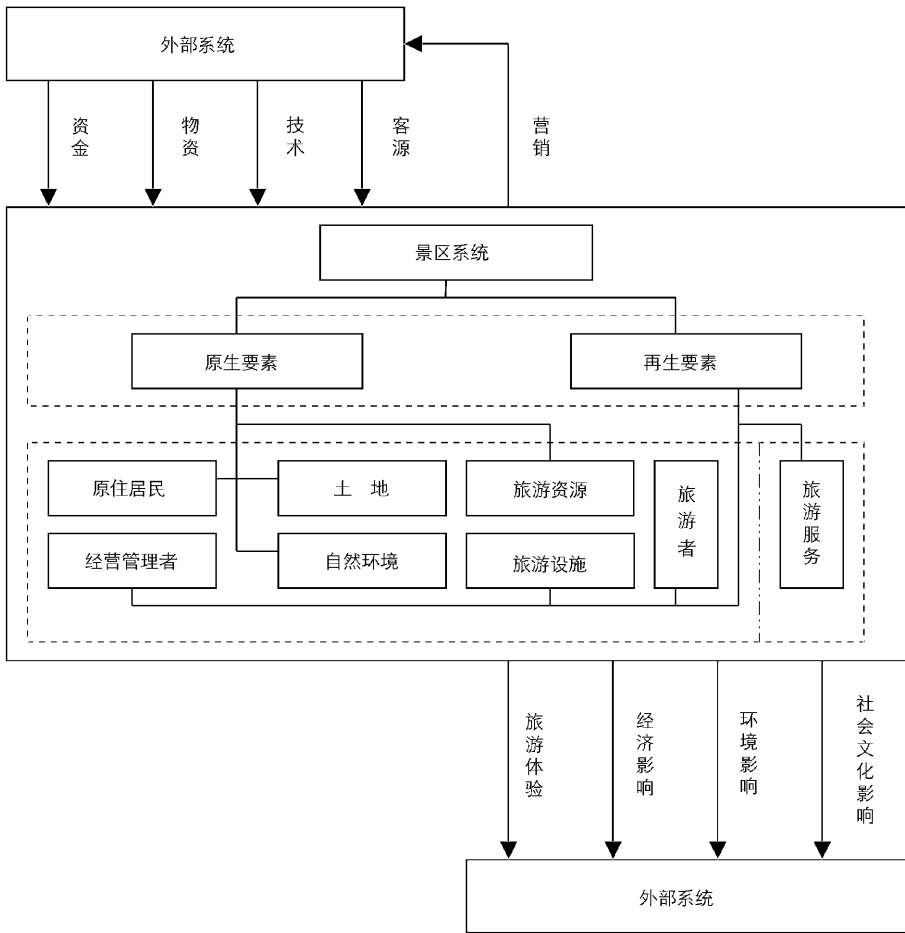 外部系统
资金
物资
技术
客源
营销
景区系统
原生要素
再生要素
原住居民
土 地
旅游资源
旅游者
旅游服务
经营管理者
自然环境
旅游设施
旅游体验
经济影响
环境影响
社会文化影响
外部系统